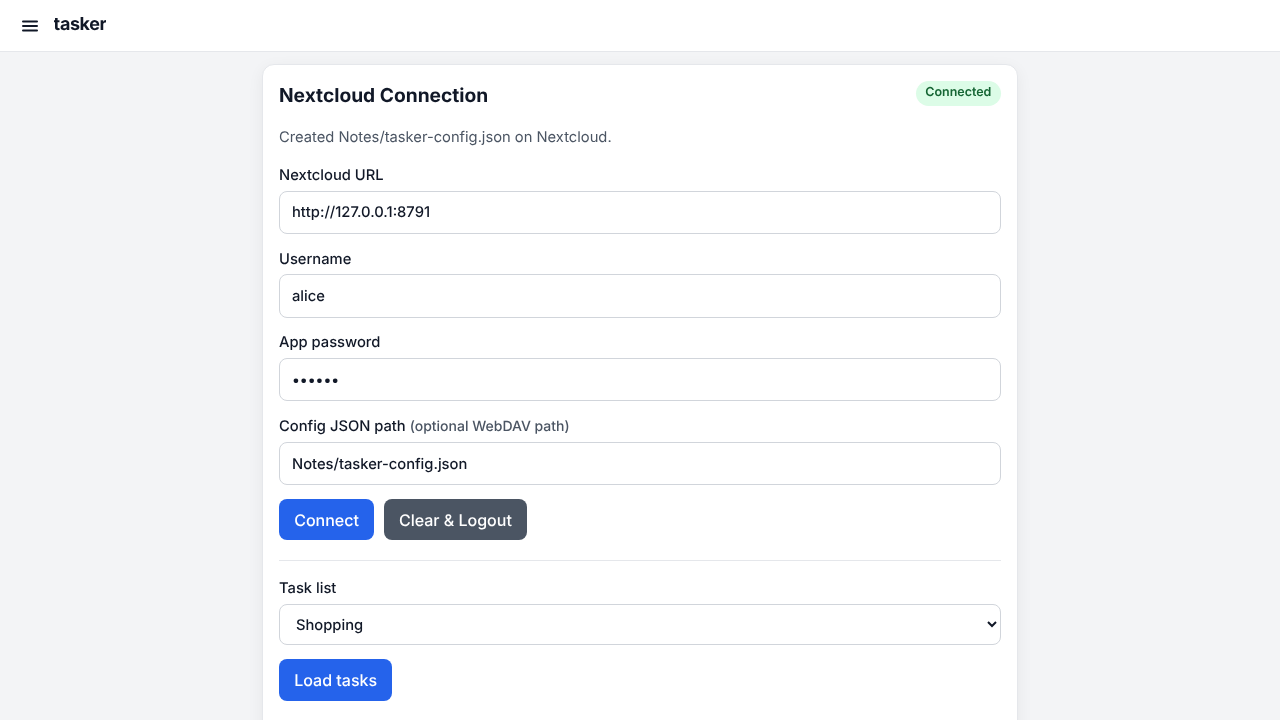 tasker
Nextcloud Connection
Connected
Created Notes/tasker-config.json on Nextcloud.
Nextcloud URL
http://127.0.0.1:8791
Username
alice
App password
••••••
Config JSON path (optional WebDAV path)
Notes/tasker-config.json
Connect
Clear & Logout
Task list
Shopping
Load tasks